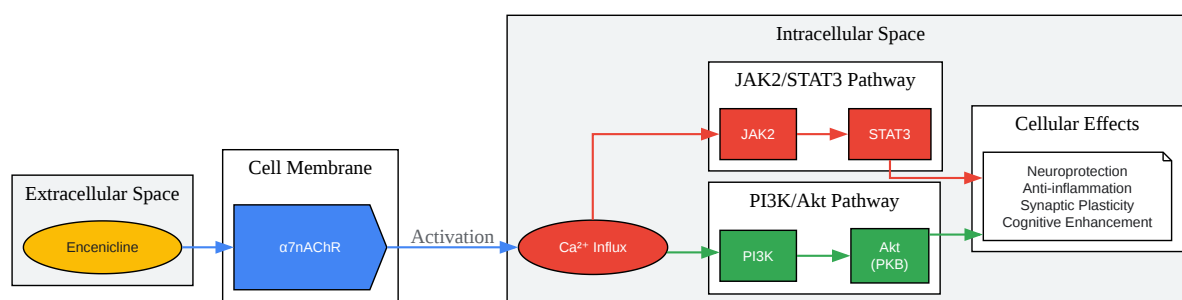 Intracellular Space
JAK2/STAT3 Pathway
JAK2
STAT3
Cellular Effects
Neuroprotection
Anti-inflammation
Synaptic Plasticity
Cognitive Enhancement
Cell Membrane
α7nAChR
Extracellular Space
Encenicline
Activation
Ca²⁺ Influx
PI3K/Akt Pathway
PI3K
Akt
(PKB)